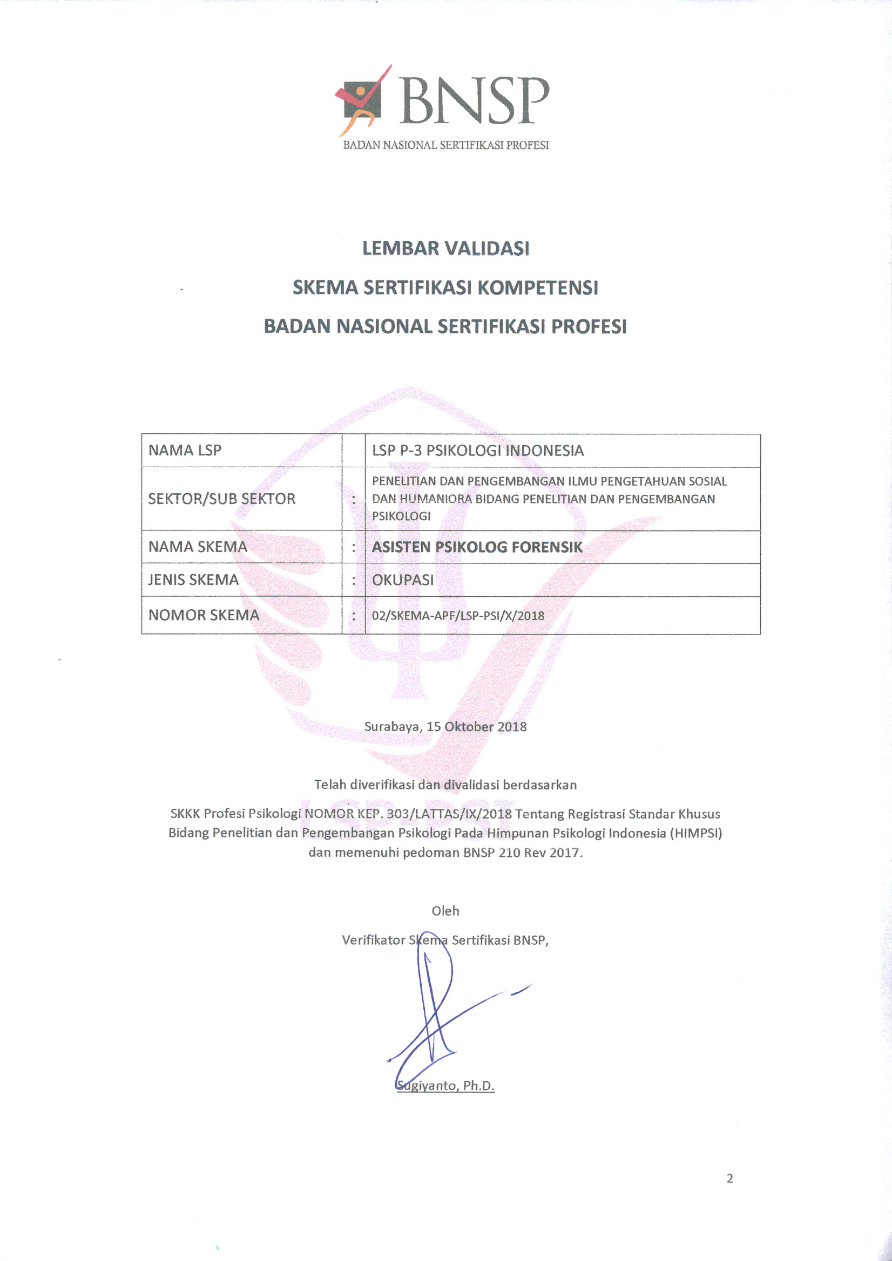 BNSP
BADAN NASIONAL SERTIFIKASI PROFESI
LEMBAR VALIDASI
SKEMA SERTIFIKASI KOMPETENSI
BADAN NASIONAL SERTIFIKASI PROFESI
NAMA LSP LSP P-3 PSIKOLOGI INDONESIA
SEKTOR/SUB SEKTOR : PENELITIAN DAN PENGEMBANGAN ILMU PENGETAHUAN SOSIAL
DAN HUMANIORA BIDANG PENELITIAN DAN PENGEMBANGAN
PSIKOLOGI
NAMA SKEMA : ASISTEN PSIKOLOG FORENSIK
JENIS SKEMA : OKUPASI
NOMOR SKEMA : 02/SKEMA-APF/LSP-PSI/X/2018
Surabaya, 15 Oktober 2018
Telah diverifikasi dan divalidasi berdasarkan
LSP-PSI
SKKK Profesi Psikologi NOMOR KEP. 303/LATTAS/IX/2018 Tentang Registrasi Standar Khusus
Bidang Penelitian dan Pengembangan Psikologi Pada Himpunan Psikologi Indonesia (HIMPSI)
dan memenuhi pedoman BNSP 210 Rev 2017.
Oleh
Verifikator Skema Sertifikasi BNSP,
Sugiyanto, Ph.D.
2